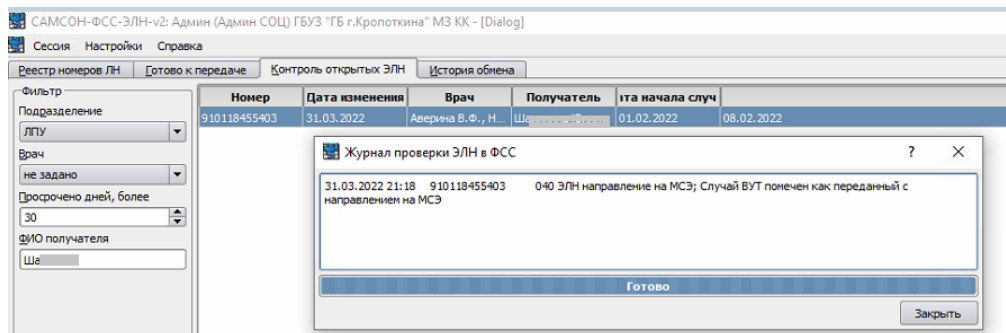 САМСОН-ФСС-ЭЛН-v2: Админ (Админ СОЦ) ГБУЗ "ГБ г.Кропоткина" МЗ КК - [Dialog]
Сессия Настройки Справка
Реестр номеров ЛН Готово к передаче Контроль открытых ЭЛН История обмена
Фильтр
Подразделение
ЛПУ
Врач
не задано
Просрочено дней, более
30
ФИО получателя
Ша
Номер Дата изменения Врач Получатель та начала случ
910118455403 31.03.2022 Аверина В.Ф., Н... Ша 01.02.2022 08.02.2022
Журнал проверки ЭЛН в ФСС ?
31.03.2022 21:18 910118455403 040 ЭЛН направление на МСЭ; Случай ВУТ помечен как переданный с
направлением на МСЭ
Готово
Закрыть